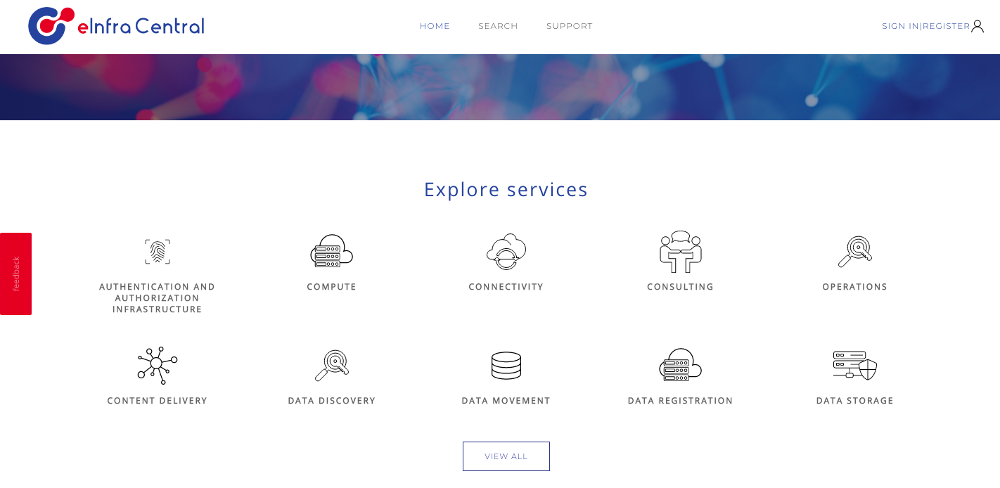 eInfra Central
HOME
SEARCH
SUPPORT
SIGN IN|REGISTER
Explore services
feedback
AUTHENTICATION AND
AUTHORIZATION
INFRASTRUCTURE
COMPUTE
CONNECTIVITY
CONSULTING
OPERATIONS
CONTENT DELIVERY
DATA DISCOVERY
DATA MOVEMENT
DATA REGISTRATION
DATA STORAGE
VIEW ALL